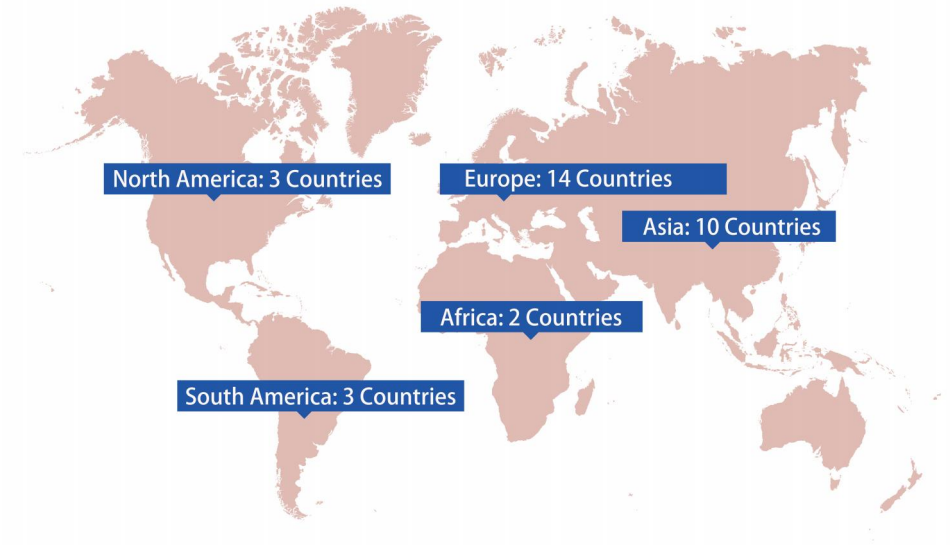 North America: 3 Countries
Europe: 14 Countries
Asia: 10 Countries
Africa: 2 Countries
South America: 3 Countries